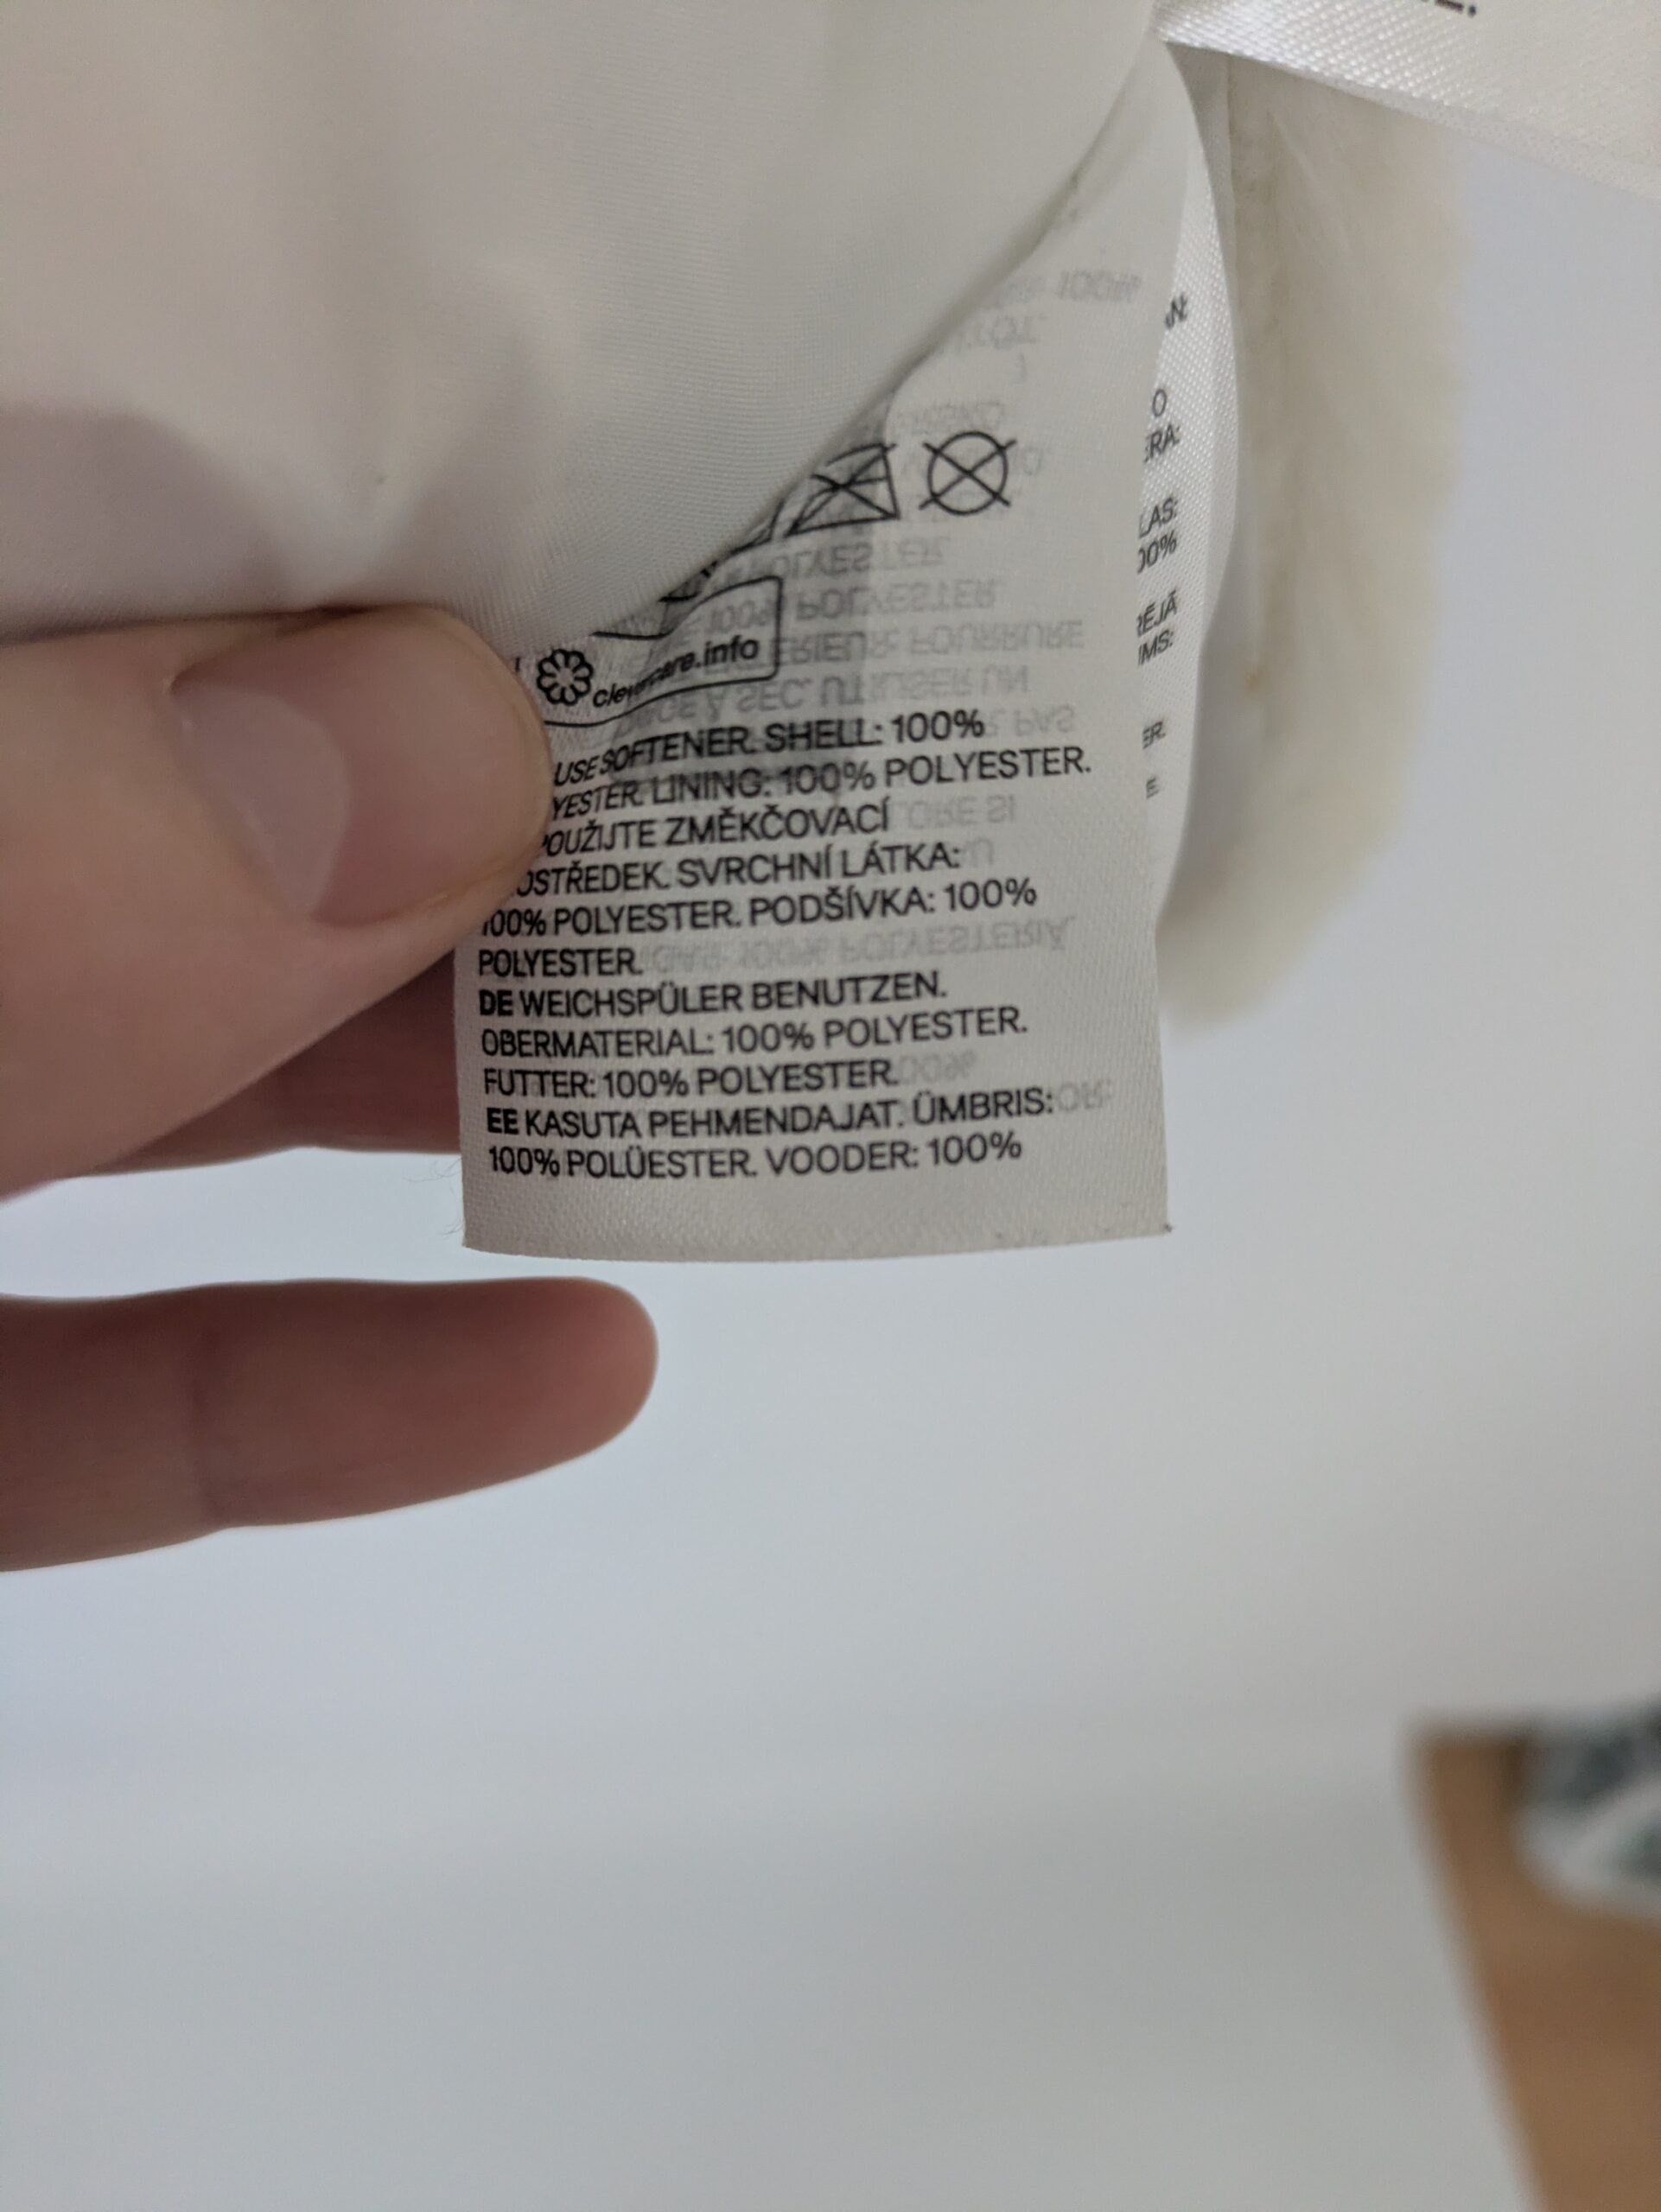 clevercare.info
USE SOFTENER. SHELL: 100%
YESTER. LINING: 100% POLYESTER.
OUŽIJTE ZMĚKČOVACÍ
OSTŘEDEK. SVRCHNÍ LÁTKA:
100% POLYESTER. PODŠÍVKA: 100%
POLYESTER.
DE WEICHSPÜLER BENUTZEN.
OBERMATERIAL: 100% POLYESTER.
FUTTER: 100% POLYESTER.
EE KASUTA PEHMENDAJAT. ÜMBRIS:
100% POLÜESTER. VOODER: 100%